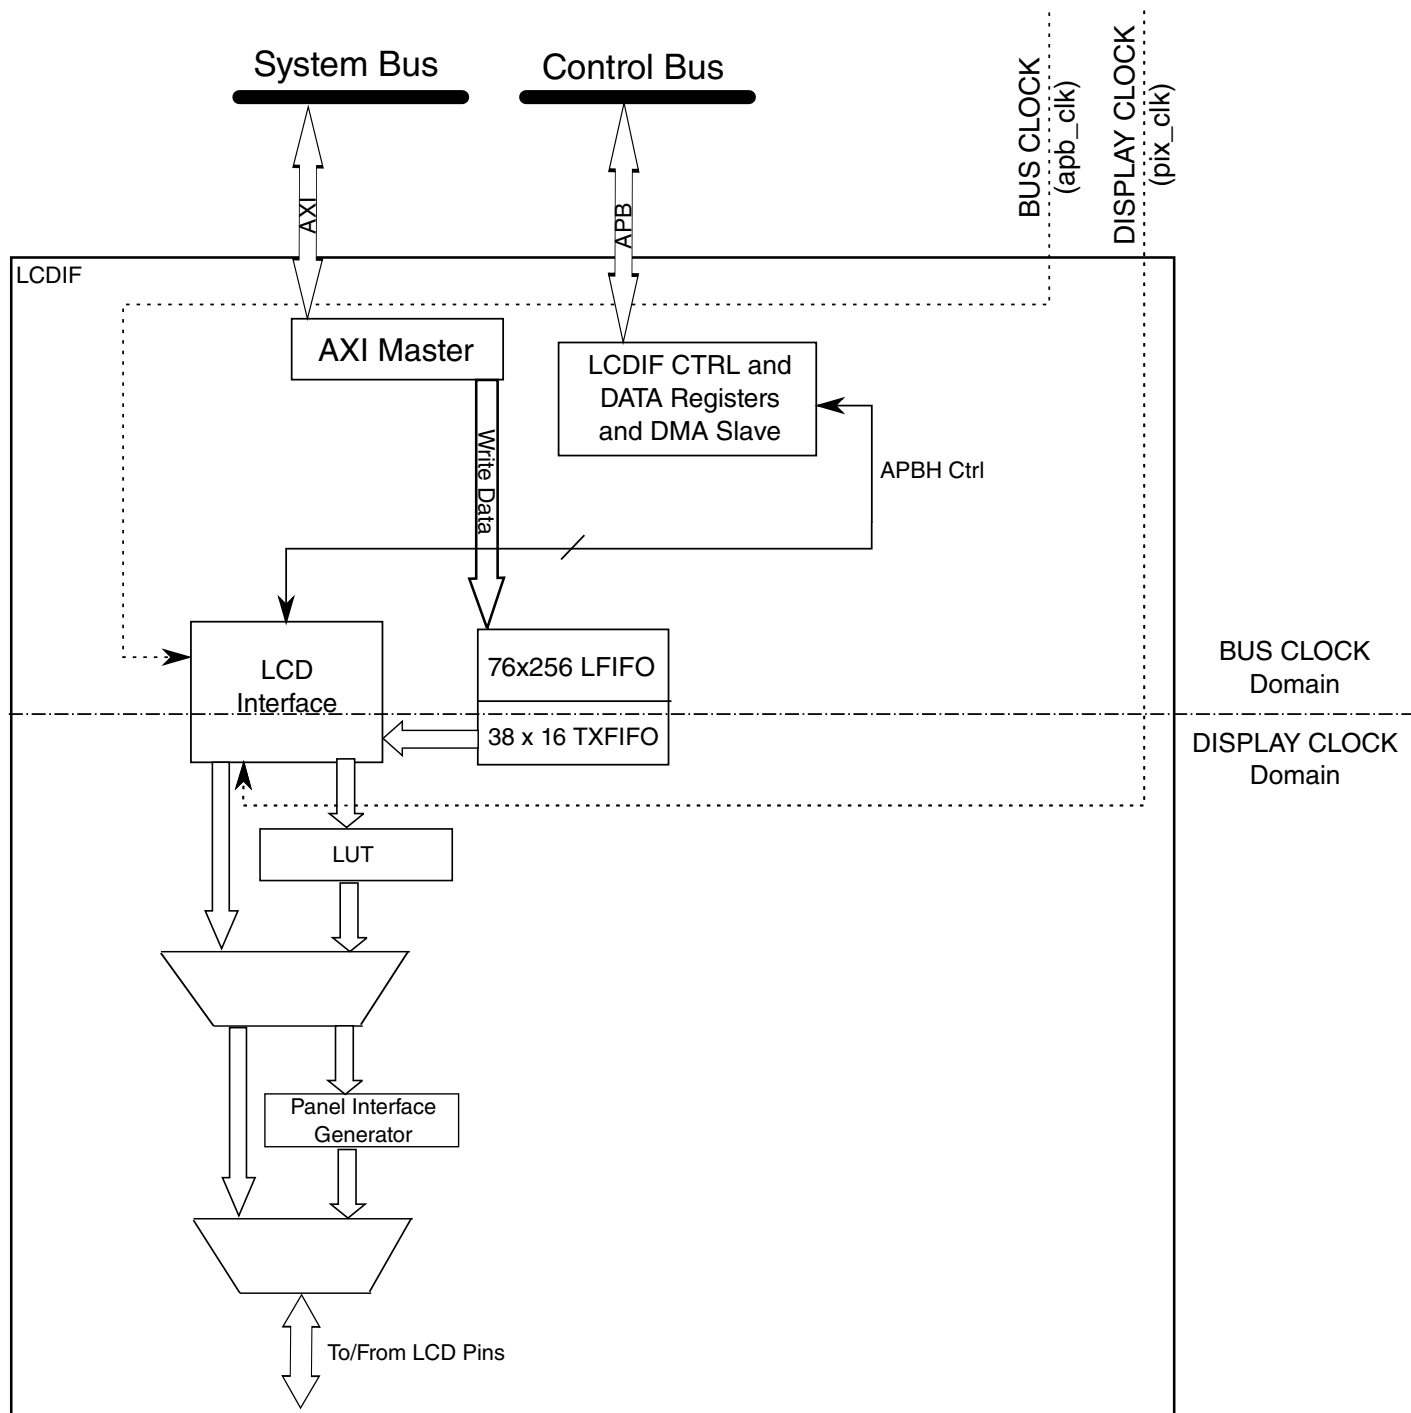 System Bus
Control Bus
BUS CLOCK
(apb_clk)
DISPLAY CLOCK
(pix_clk)
AXI
APB
LCDIF
AXI Master
LCDIF CTRL and
DATA Registers
and DMA Slave
Write Data
APBH Ctrl
LCD
Interface
76x256 LFIFO
38 x 16 TXFIFO
BUS CLOCK
Domain
DISPLAY CLOCK
Domain
LUT
Panel Interface
Generator
To/From LCD Pins